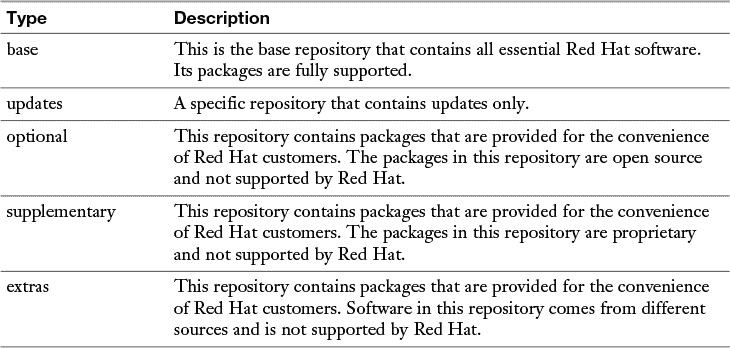 Type Description
base This is the base repository that contains all essential Red Hat software.
Its packages are fully supported.
updates A specific repository that contains updates only.
optional This repository contains packages that are provided for the convenience
of Red Hat customers. The packages in this repository are open source
and not supported by Red Hat.
supplementary This repository contains packages that are provided for the convenience
of Red Hat customers. The packages in this repository are proprietary
and not supported by Red Hat.
extras This repository contains packages that are provided for the convenience
of Red Hat customers. Software in this repository comes from different
sources and is not supported by Red Hat.